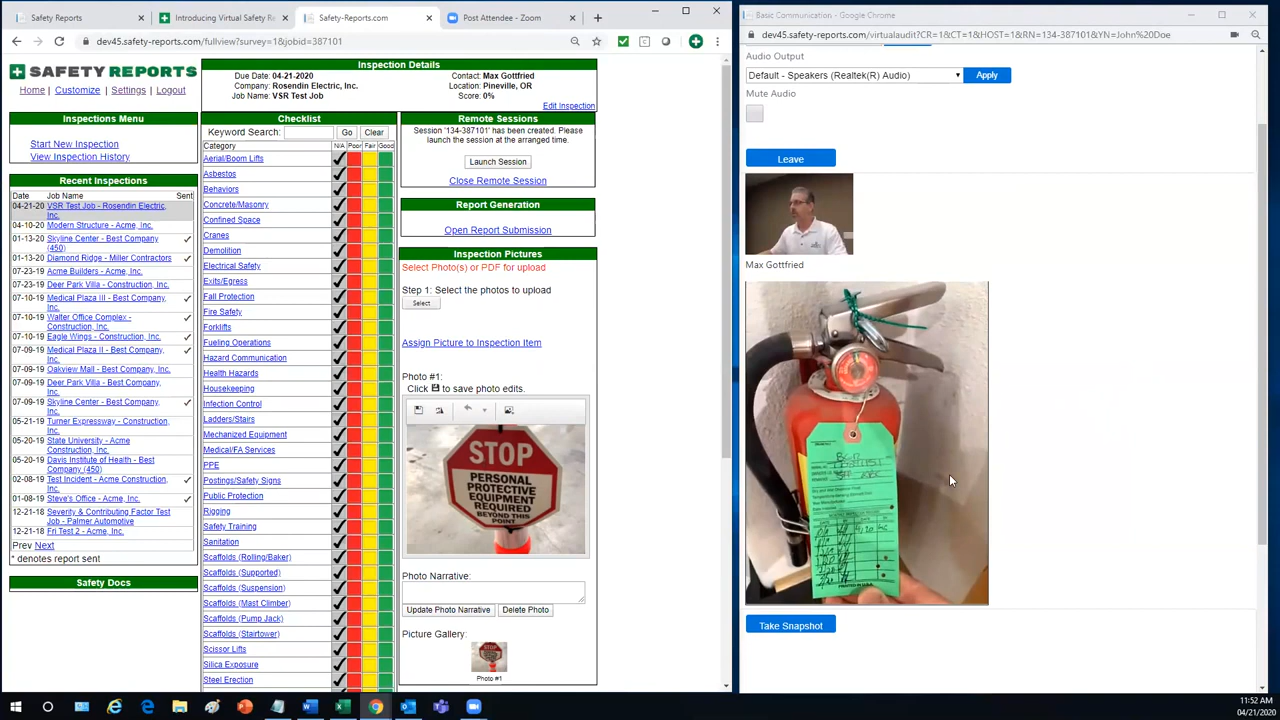 Safety Reports
Introducing Virtual Safety Re
Safety-Reports.com
Post Attendee - Zoom
dev45.safety-reports.com/fullview?survey=1&jobid=387101
SAFETY REPORTS
Home Customize Settings Logout
Inspections Menu
Start New Inspection
View Inspection History
Recent Inspections
Date Job Name Sent
04-21-20 VSR Test Job - Rosendin Electric, Inc.
04-10-20 Modern Structure - Acme, Inc.
01-13-20 Skyline Center - Best Company (450)
01-13-20 Diamond Ridge - Miller Contractors
07-23-19 Acme Builders - Acme, Inc.
07-23-19 Deer Park Villa - Construction, Inc.
07-10-19 Medical Plaza III - Best Company, Inc.
07-10-19 Walter Office Complex - Construction, Inc.
07-10-19 Eagle Wings - Construction, Inc.
07-09-19 Medical Plaza II - Best Company, Inc.
07-09-19 Oakview Mall - Best Company, Inc.
07-09-19 Deer Park Villa - Best Company, Inc.
07-09-19 Skyline Center - Best Company, Inc.
05-21-19 Turner Expressway - Construction, Inc.
05-20-19 State University - Acme Construction, Inc.
05-20-19 Davis Institute of Health - Best Company (450)
02-08-19 Test Incident - Acme Construction, Inc.
01-08-19 Steve's Office - Acme, Inc.
12-21-18 Severity & Contributing Factor Test Job - Palmer Automotive
12-21-18 Fri Test 2 - Acme, Inc.
Prev Next
* denotes report sent
Safety Docs
Inspection Details
Due Date: 04-21-2020
Company: Rosendin Electric, Inc.
Job Name: VSR Test Job
Contact: Max Gottfried
Location: Pineville, OR
Score: 0%
Edit Inspection
Checklist
Keyword Search: Go Clear
Category N/A Poor Fair Good
Aerial/Boom Lifts
Asbestos
Behaviors
Concrete/Masonry
Confined Space
Cranes
Demolition
Electrical Safety
Exits/Egress
Fall Protection
Fire Safety
Forklifts
Fueling Operations
Hazard Communication
Health Hazards
Housekeeping
Infection Control
Ladders/Stairs
Mechanized Equipment
Medical/FA Services
PPE
Postings/Safety Signs
Public Protection
Rigging
Safety Training
Sanitation
Scaffolds (Rolling/Baker)
Scaffolds (Supported)
Scaffolds (Suspension)
Scaffolds (Mast Climber)
Scaffolds (Pump Jack)
Scaffolds (Stairtower)
Scissor Lifts
Silica Exposure
Steel Erection
Remote Sessions
Session '134-387101' has been created. Please
launch the session at the arranged time.
Launch Session
Close Remote Session
Report Generation
Open Report Submission
Inspection Pictures
Select Photo(s) or PDF for upload
Step 1: Select the photos to upload
Select
Assign Picture to Inspection Item
Photo #1:
Click to save photo edits.
STOP
PERSONAL
PROTECTIVE
EQUIPMENT
REQUIRED
BEYOND THIS
POINT
Photo Narrative:
Update Photo Narrative Delete Photo
Picture Gallery:
Photo #1
Basic Communication - Google Chrome
dev45.safety-reports.com/virtualaudit?CR=1&CT=1&HOST=1&RN=134-387101&YN=John%20Doe
Audio Output
Default - Speakers (Realtek(R) Audio) Apply
Mute Audio
Leave
Max Gottfried
Take Snapshot
11:52 AM
04/21/2020